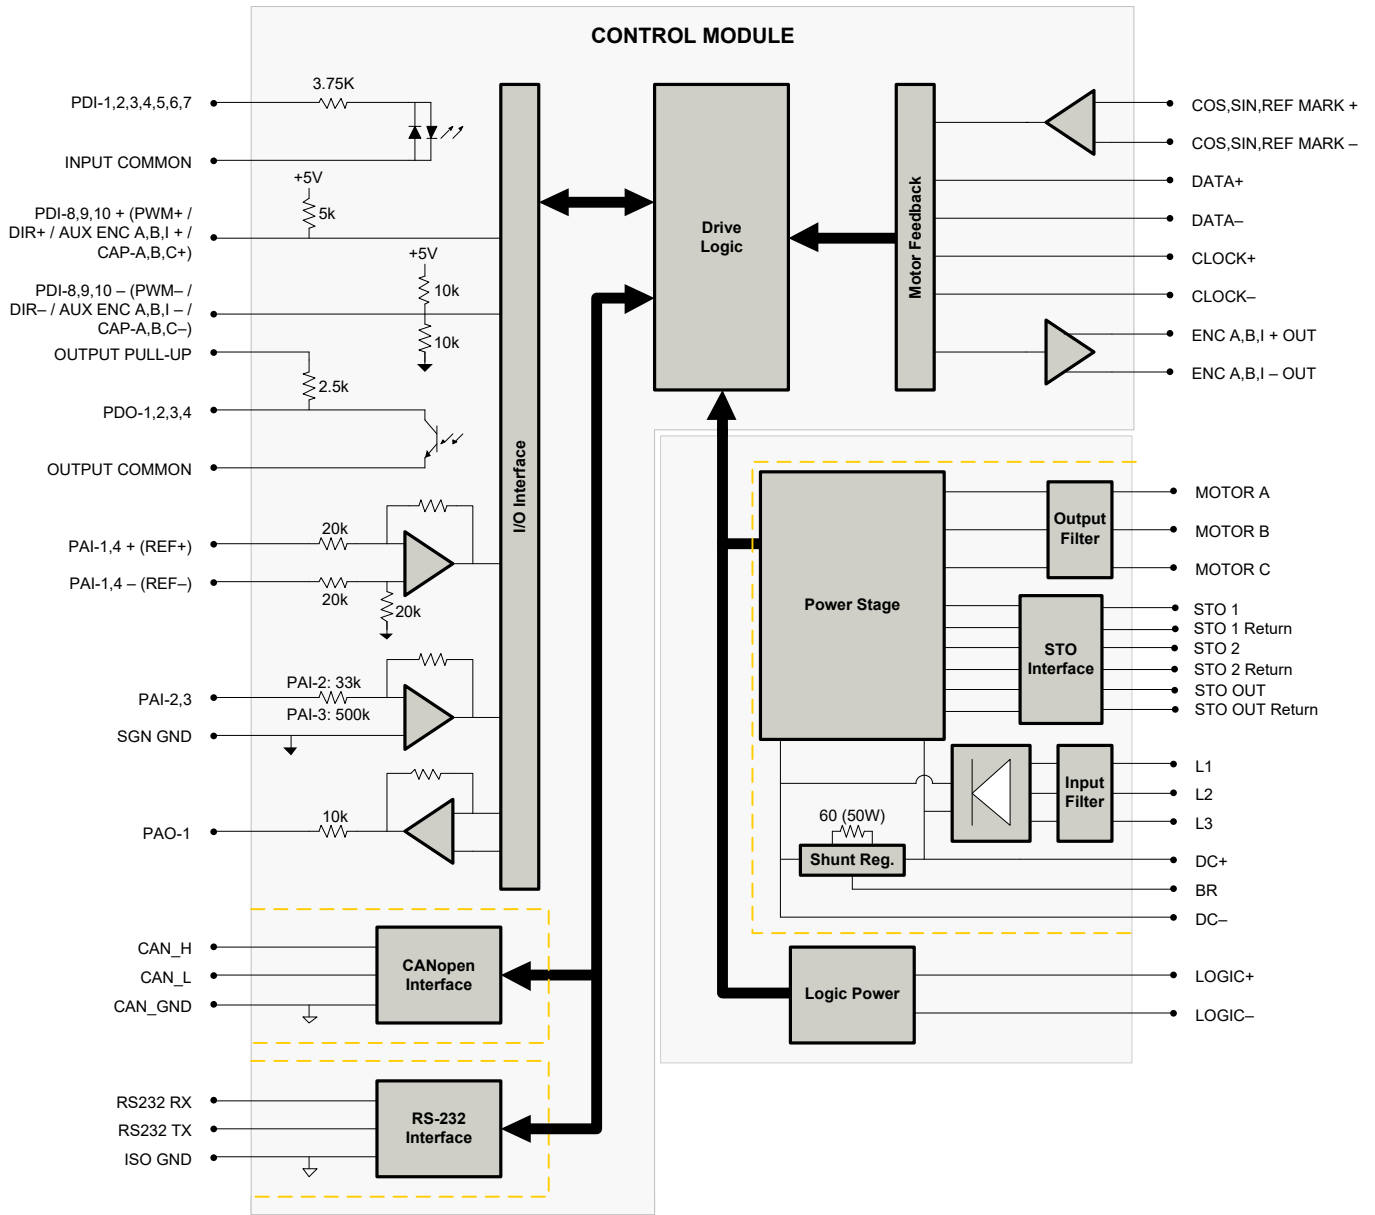 CONTROL MODULE
PDI-1,2,3,4,5,6,7
3.75K
INPUT COMMON
+5V
5k
PDI-8,9,10 + (PWM+ /
DIR+ / AUX ENC A,B,I + /
CAP-A,B,C+)
+5V
10k
10k
PDI-8,9,10 – (PWM– /
DIR– / AUX ENC A,B,I – /
CAP-A,B,C–)
OUTPUT PULL-UP
2.5k
PDO-1,2,3,4
OUTPUT COMMON
PAI-1,4 + (REF+)
20k
PAI-1,4 – (REF–)
20k
20k
PAI-2,3
PAI-2: 33k
PAI-3: 500k
SGN GND
PAO-1
10k
I/O Interface
CAN_H
CAN_L
CAN_GND
CANopen
Interface
RS232 RX
RS232 TX
ISO GND
RS-232
Interface
Drive
Logic
Motor Feedback
COS,SIN,REF MARK +
COS,SIN,REF MARK –
DATA+
DATA–
CLOCK+
CLOCK–
ENC A,B,I + OUT
ENC A,B,I – OUT
Power Stage
Output
Filter
MOTOR A
MOTOR B
MOTOR C
STO
Interface
STO 1
STO 1 Return
STO 2
STO 2 Return
STO OUT
STO OUT Return
Input
Filter
L1
L2
L3
60 (50W)
Shunt Reg.
DC+
BR
DC–
Logic Power
LOGIC+
LOGIC–